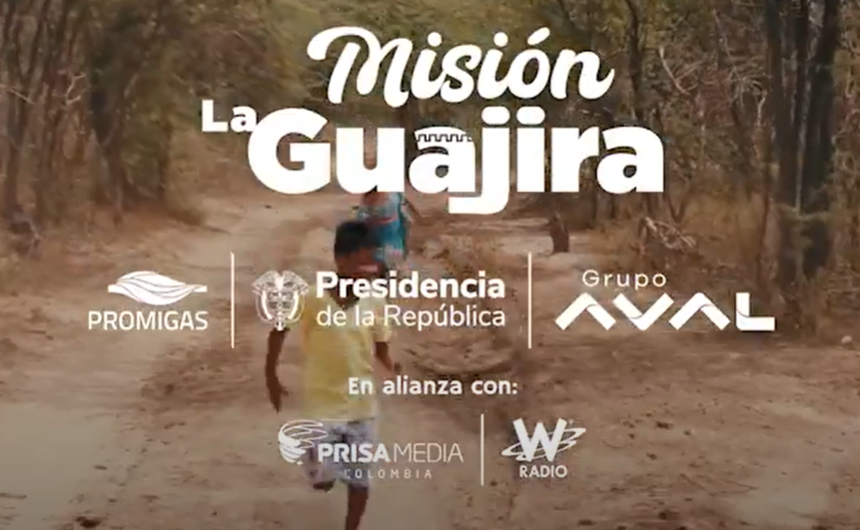 Misión
La Guajira
PROMIGAS
Presidencia
de la República
Grupo
AVAL
En alianza con:
PRISA MEDIA
COLOMBIA
W
RADIO